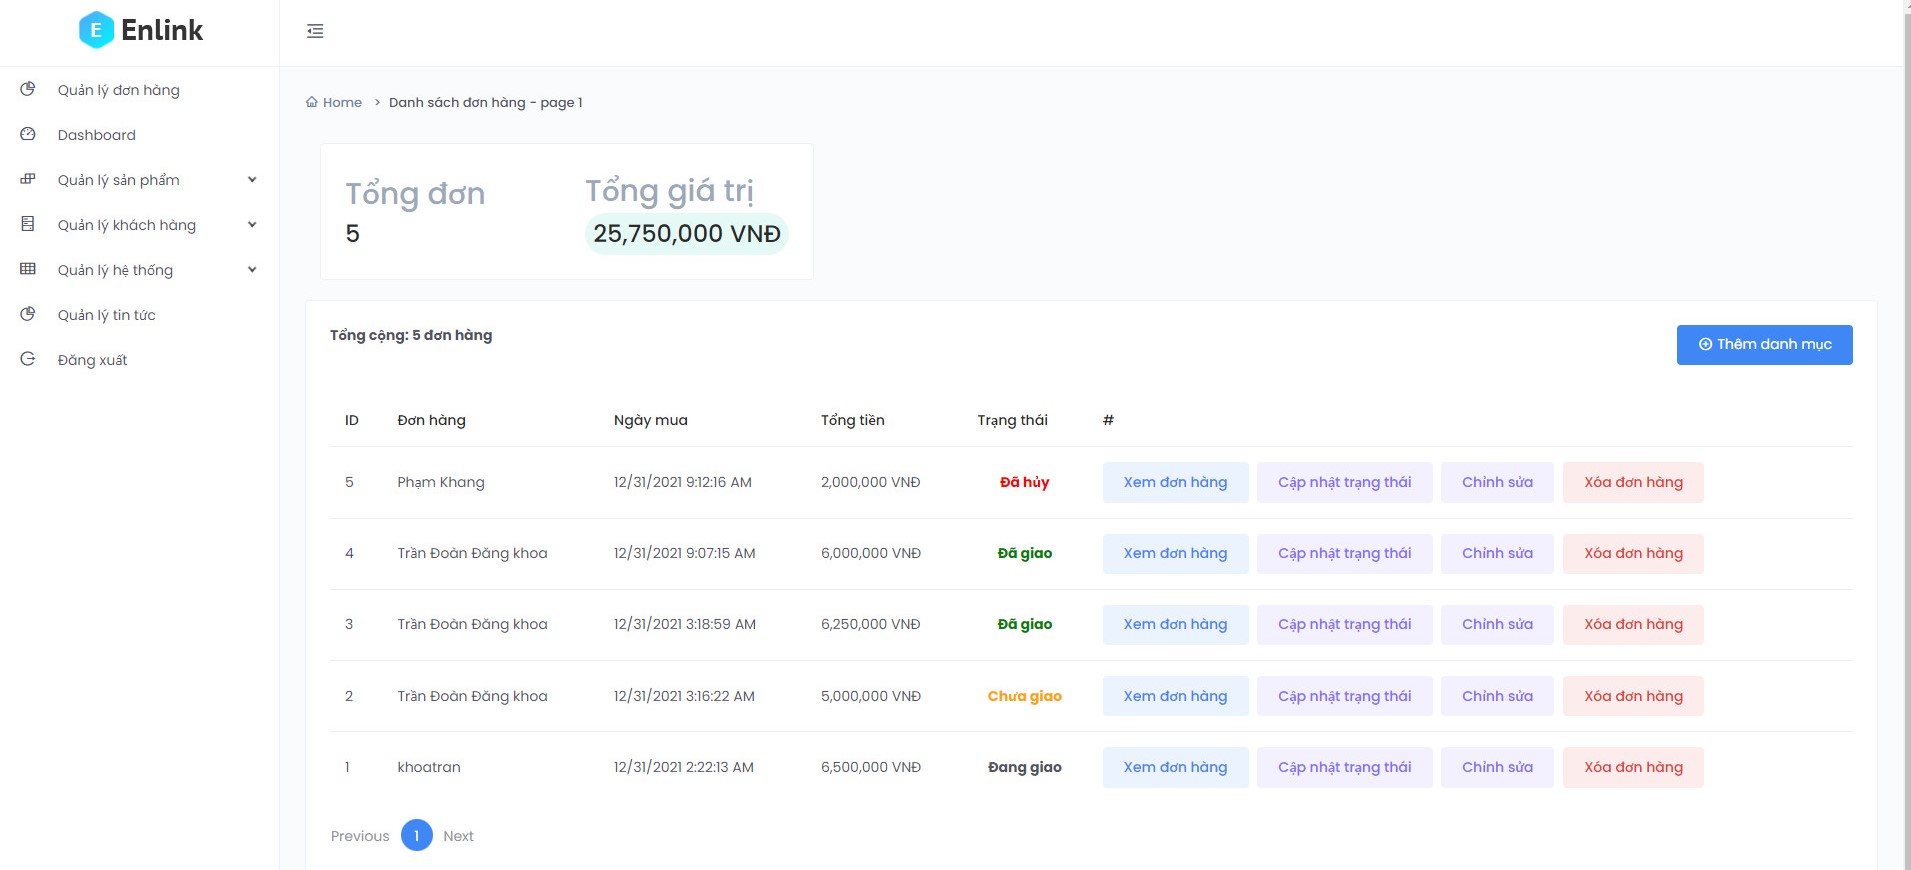 E Enlink
Quản lý đơn hàng
Dashboard
Quản lý sản phẩm
Quản lý khách hàng
Quản lý hệ thống
Quản lý tin tức
Đăng xuất
Home > Danh sách đơn hàng - page 1
Tổng đơn Tổng giá trị
5 25,750,000 VNĐ
Tổng cộng: 5 đơn hàng
Thêm danh mục
ID Đơn hàng Ngày mua Tổng tiền Trạng thái #
5 Phạm Khang 12/31/2021 9:12:16 AM 2,000,000 VNĐ Đã hủy Xem đơn hàng Cập nhật trạng thái Chỉnh sửa Xóa đơn hàng
4 Trần Đoàn Đăng khoa 12/31/2021 9:07:15 AM 6,000,000 VNĐ Đã giao Xem đơn hàng Cập nhật trạng thái Chỉnh sửa Xóa đơn hàng
3 Trần Đoàn Đăng khoa 12/31/2021 3:18:59 AM 6,250,000 VNĐ Đã giao Xem đơn hàng Cập nhật trạng thái Chỉnh sửa Xóa đơn hàng
2 Trần Đoàn Đăng khoa 12/31/2021 3:16:22 AM 5,000,000 VNĐ Chưa giao Xem đơn hàng Cập nhật trạng thái Chỉnh sửa Xóa đơn hàng
1 khoatran 12/31/2021 2:22:13 AM 6,500,000 VNĐ Đang giao Xem đơn hàng Cập nhật trạng thái Chỉnh sửa Xóa đơn hàng
Previous 1 Next